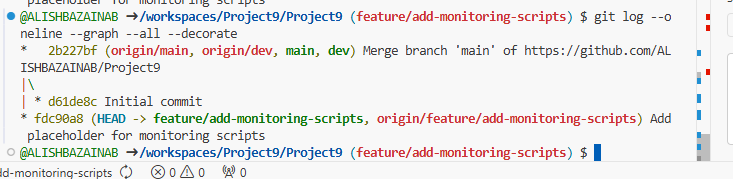 placeholder for monitoring scripts
@ALISHBAZAINAB ➜/workspaces/Project9/Project9 (feature/add-monitoring-scripts) $ git log --o
neline --graph --all --decorate
*   2b227bf (origin/main, origin/dev, main, dev) Merge branch 'main' of https://github.com/AL
ISHBAZAINAB/Project9
|\
| * d61de8c Initial commit
* fdc90a8 (HEAD -> feature/add-monitoring-scripts, origin/feature/add-monitoring-scripts) Add
 placeholder for monitoring scripts
@ALISHBAZAINAB ➜/workspaces/Project9/Project9 (feature/add-monitoring-scripts) $
dd-monitoring-scripts 0 0 0